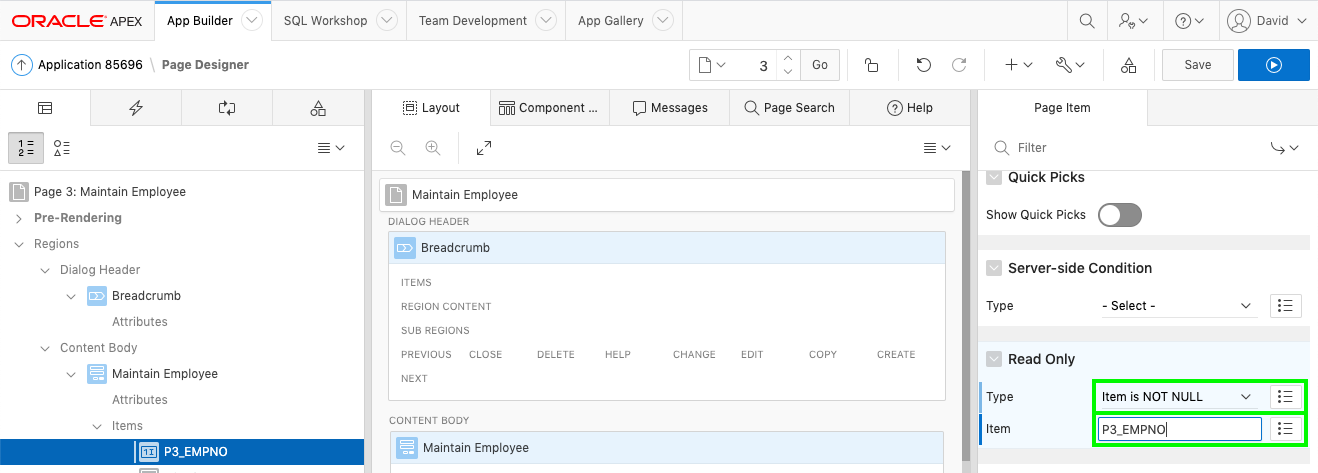 ORACLE APEX App Builder SQL Workshop Team Development App Gallery David
Application 85696 \ Page Designer 3 Go Save
Layout Component ... Messages Page Search Help Page Item
Filter
Page 3: Maintain Employee
Pre-Rendering
Regions
Dialog Header
Breadcrumb
Attributes
Content Body
Maintain Employee
Attributes
Items
P3_EMPNO
Maintain Employee
DIALOG HEADER
Breadcrumb
ITEMS
REGION CONTENT
SUB REGIONS
PREVIOUS CLOSE DELETE HELP CHANGE EDIT COPY CREATE
NEXT
CONTENT BODY
Maintain Employee
Quick Picks
Show Quick Picks
Server-side Condition
Type - Select -
Read Only
Type Item is NOT NULL
Item P3_EMPNO